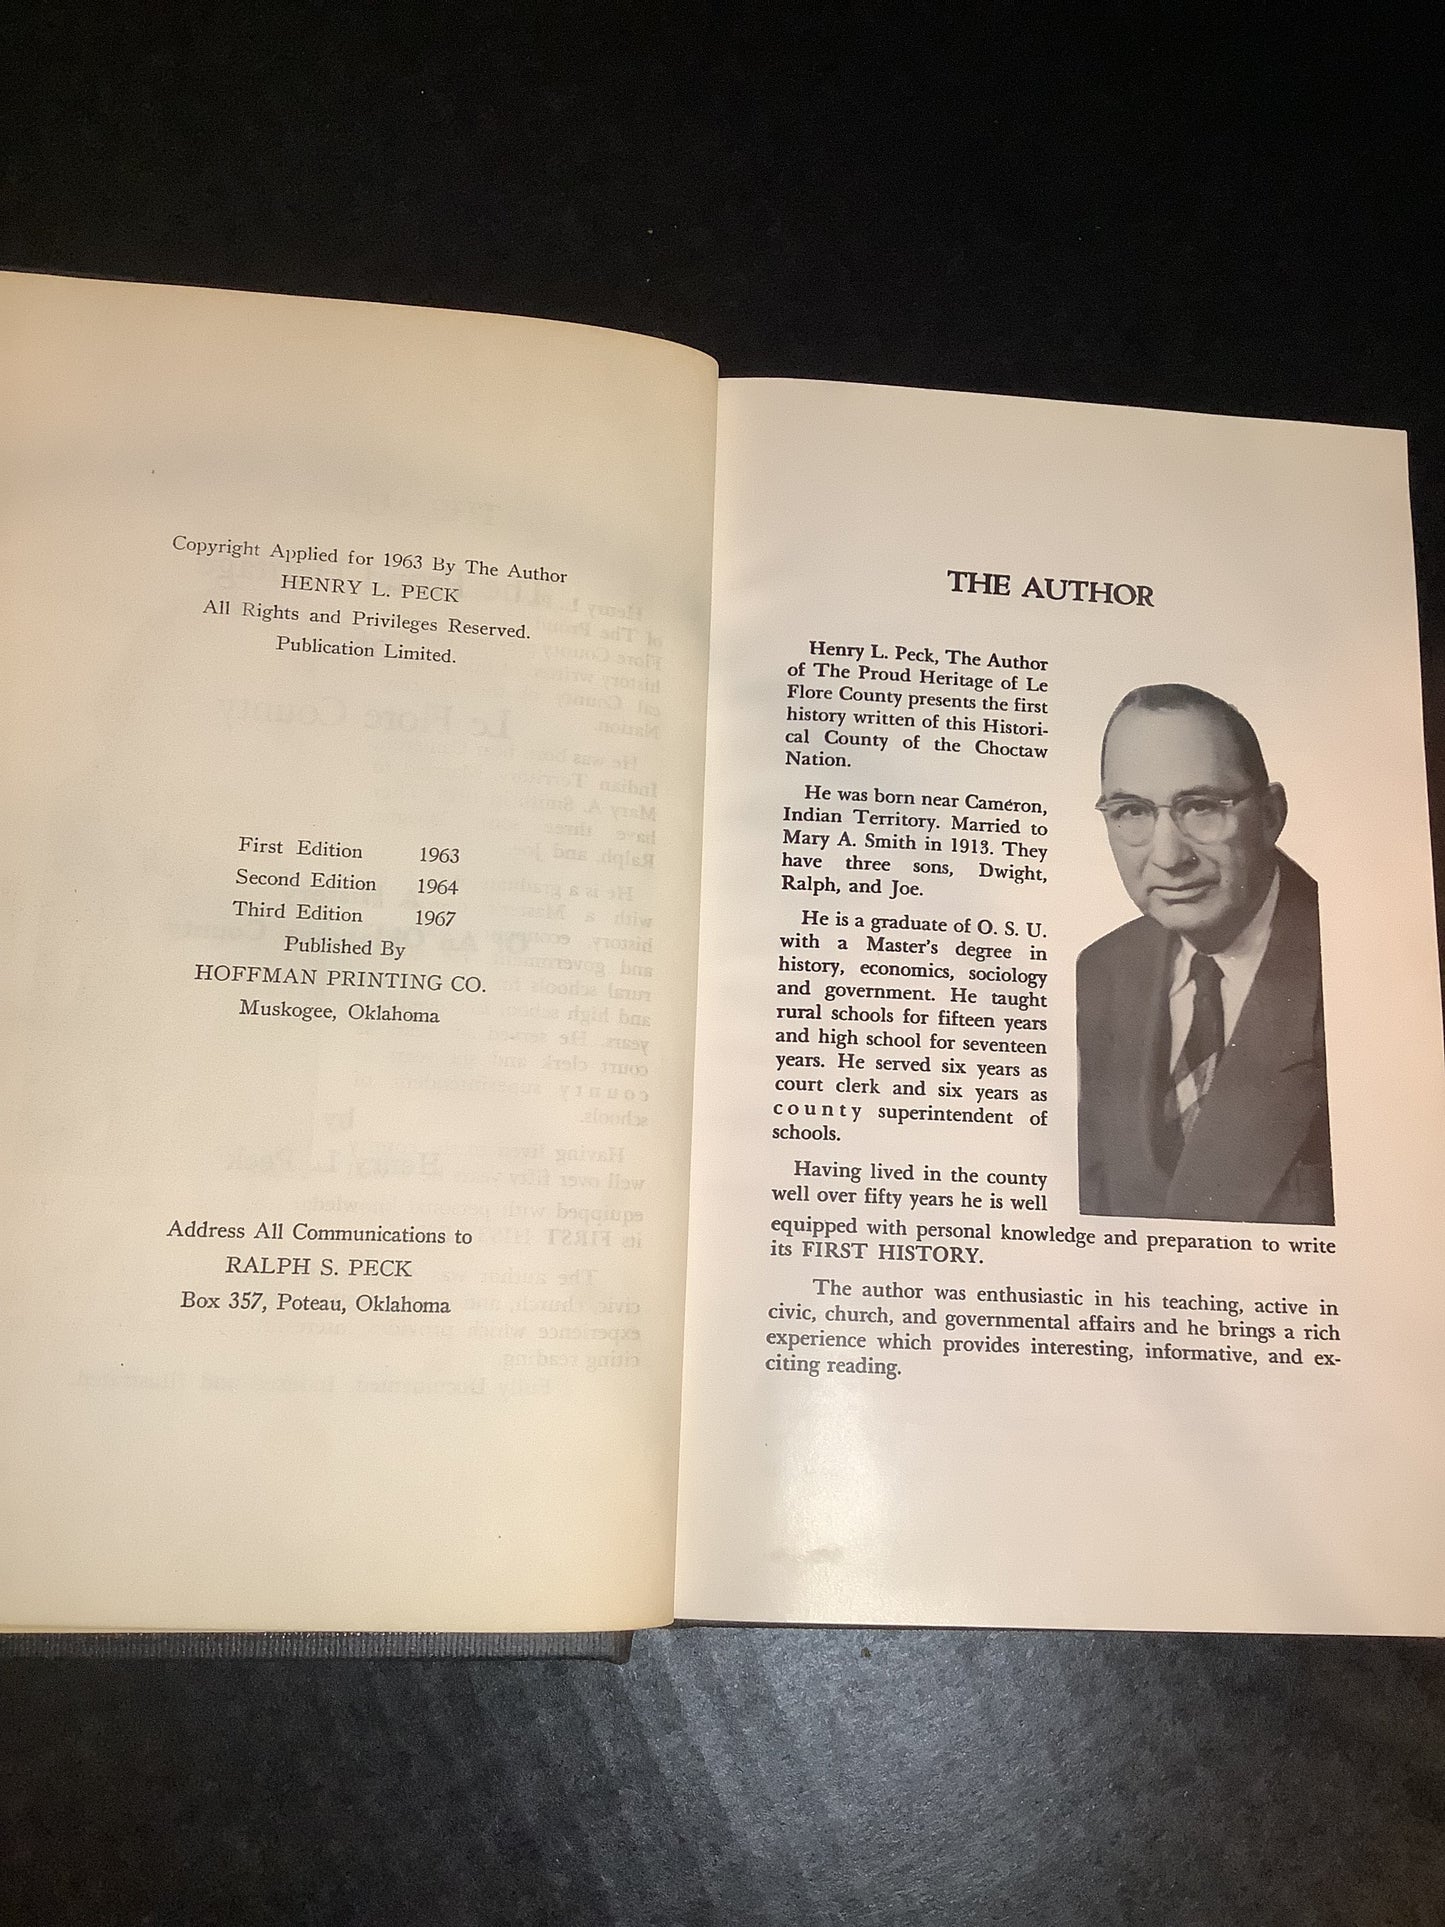 Copyright Applied for 1963 By The Author
HENRY L. PECK
All Rights and Privileges Reserved.
Publication Limited.
First Edition 1963
Second Edition 1964
Third Edition 1967
Published By
HOFFMAN PRINTING CO.
Muskogee, Oklahoma
Address All Communications to
RALPH S. PECK
Box 357, Poteau, Oklahoma
THE AUTHOR
Henry L. Peck, The Author
of The Proud Heritage of Le
Flore County presents the first
history written of this Histori-
cal County of the Choctaw
Nation.
He was born near Cameron,
Indian Territory. Married to
Mary A. Smith in 1913. They
have three sons, Dwight,
Ralph, and Joe.
He is a graduate of O. S. U.
with a Master's degree in
history, economics, sociology
and government. He taught
rural schools for fifteen years
and high school for seventeen
years. He served six years as
court clerk and six years as
county superintendent of
schools.
Having lived in the county
well over fifty years he is well
equipped with personal knowledge and preparation to write
its FIRST HISTORY.
The author was enthusiastic in his teaching, active in
civic, church, and governmental affairs and he brings a rich
experience which provides interesting, informative, and ex-
citing reading.